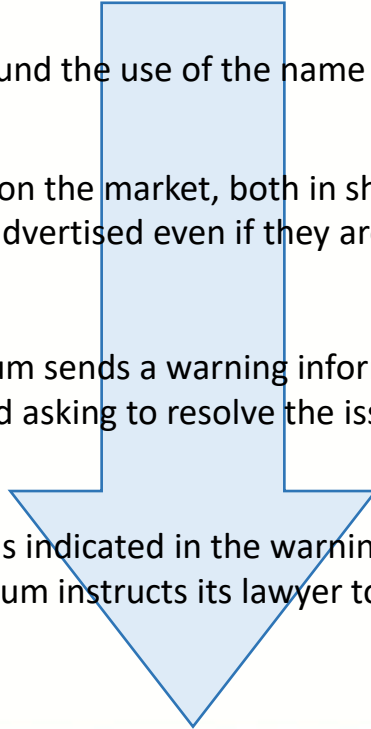 und the use of the name
on the market, both in sh
dvertised even if they are
um sends a warning infor
d asking to resolve the iss
s indicated in the warnin
um instructs its lawyer to